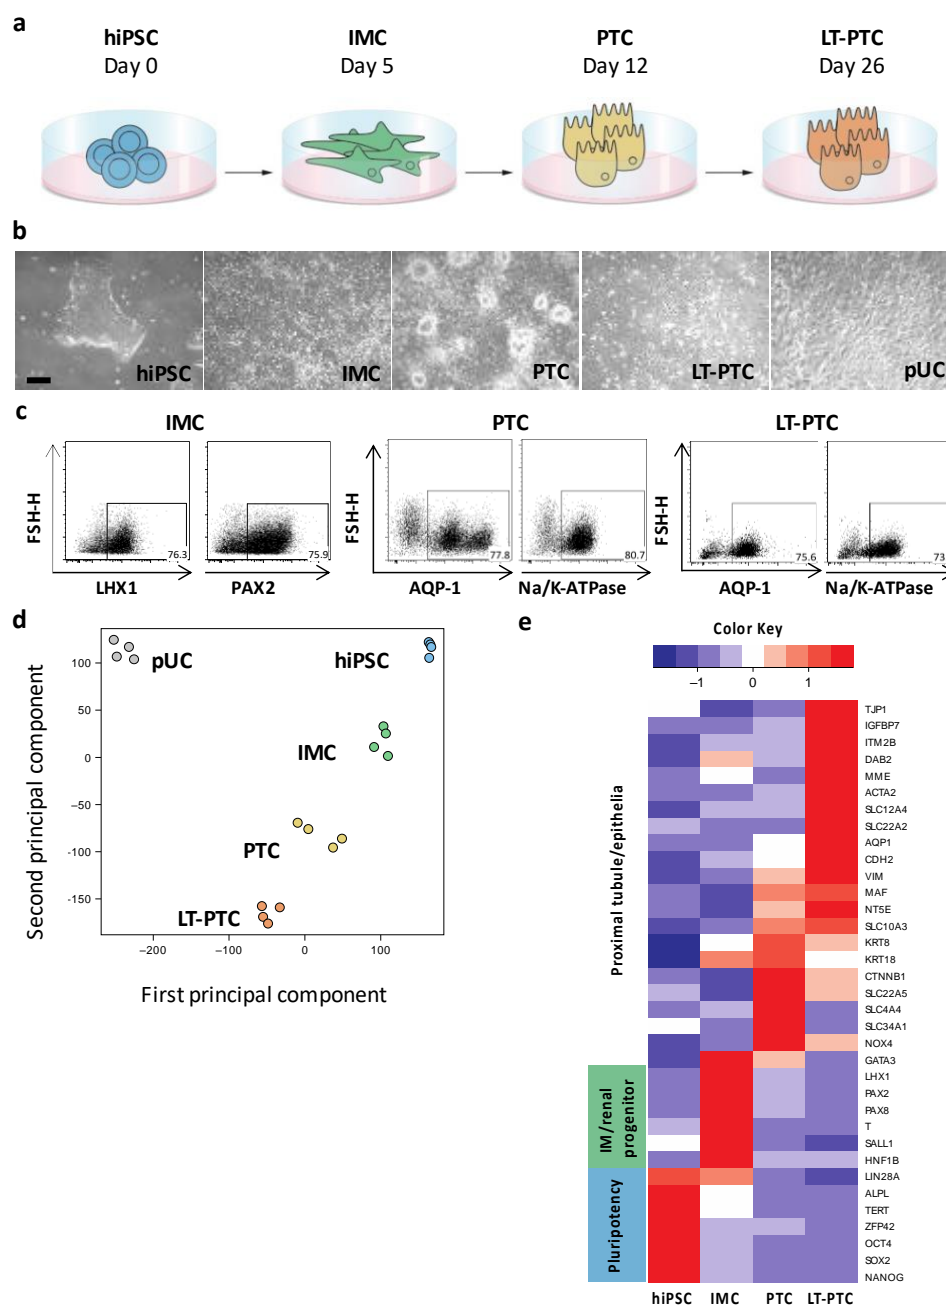 a
hiPSC IMC PTC LT-PTC
Day 0 Day 5 Day 12 Day 26
b
hiPSC IMC PTC LT-PTC pUC
c
IMC PTC LT-PTC
FSH-H FSH-H FSH-H
76.3 75.9 77.8 80.7 75.6 73
LHX1 PAX2 AQP-1 Na/K-ATPase AQP-1 Na/K-ATPase
d
Second principal component
100
50
0
−50
−100
−150
pUC hiPSC
IMC
PTC
LT-PTC
−200 −100 0 100
First principal component
e
Color Key
−1 0 1
Proximal tubule/epithelia
TJP1
IGFBP7
ITM2B
DAB2
MME
ACTA2
SLC12A4
SLC22A2
AQP1
CDH2
VIM
MAF
NT5E
SLC10A3
KRT8
KRT18
CTNNB1
SLC22A5
SLC4A4
SLC34A1
NOX4
GATA3
IM/renal
progenitor
LHX1
PAX2
PAX8
T
SALL1
HNF1B
Pluripotency
LIN28A
ALPL
TERT
ZFP42
OCT4
SOX2
NANOG
hiPSC IMC PTC LT-PTC